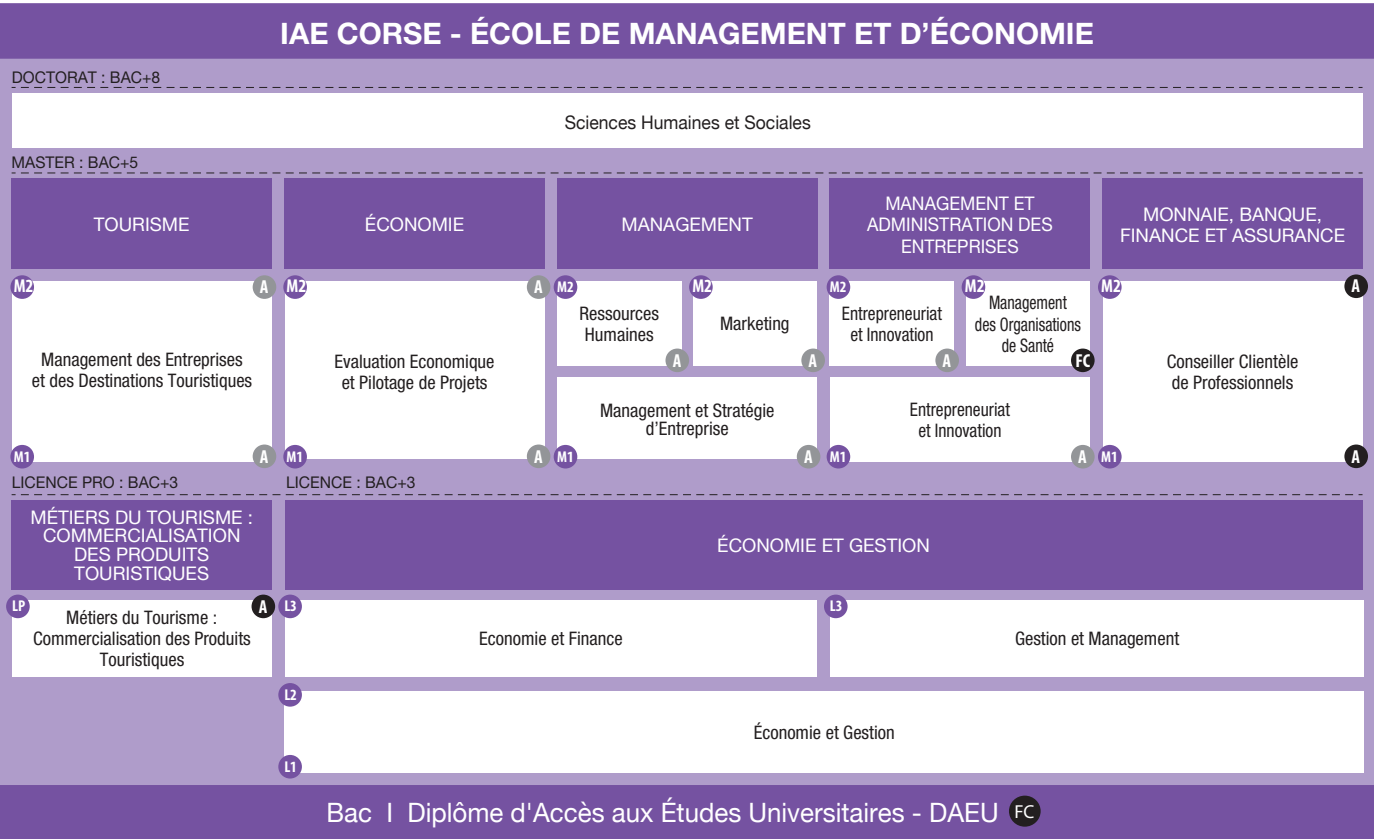 IAE CORSE - ÉCOLE DE MANAGEMENT ET D'ÉCONOMIE
DOCTORAT : BAC+8
Sciences Humaines et Sociales
MASTER : BAC+5
TOURISME
M2
A
Management des Entreprises
et des Destinations Touristiques
M1
A
ÉCONOMIE
M2
A
Evaluation Economique
et Pilotage de Projets
M1
A
MANAGEMENT
M2
Ressources
Humaines
A
M2
Marketing
A
Management et Stratégie
d'Entreprise
M1
A
MANAGEMENT ET
ADMINISTRATION DES
ENTREPRISES
M2
Entrepreneuriat
et Innovation
A
M2
Management
des Organisations
de Santé
FC
Entrepreneuriat
et Innovation
M1
A
MONNAIE, BANQUE,
FINANCE ET ASSURANCE
M2
A
Conseiller Clientèle
de Professionnels
M1
A
LICENCE PRO : BAC+3
MÉTIERS DU TOURISME :
COMMERCIALISATION
DES PRODUITS
TOURISTIQUES
LP
A
Métiers du Tourisme :
Commercialisation des Produits
Touristiques
LICENCE : BAC+3
ÉCONOMIE ET GESTION
L3
Economie et Finance
L3
Gestion et Management
L2
Économie et Gestion
L1
Bac I Diplôme d'Accès aux Études Universitaires - DAEU FC